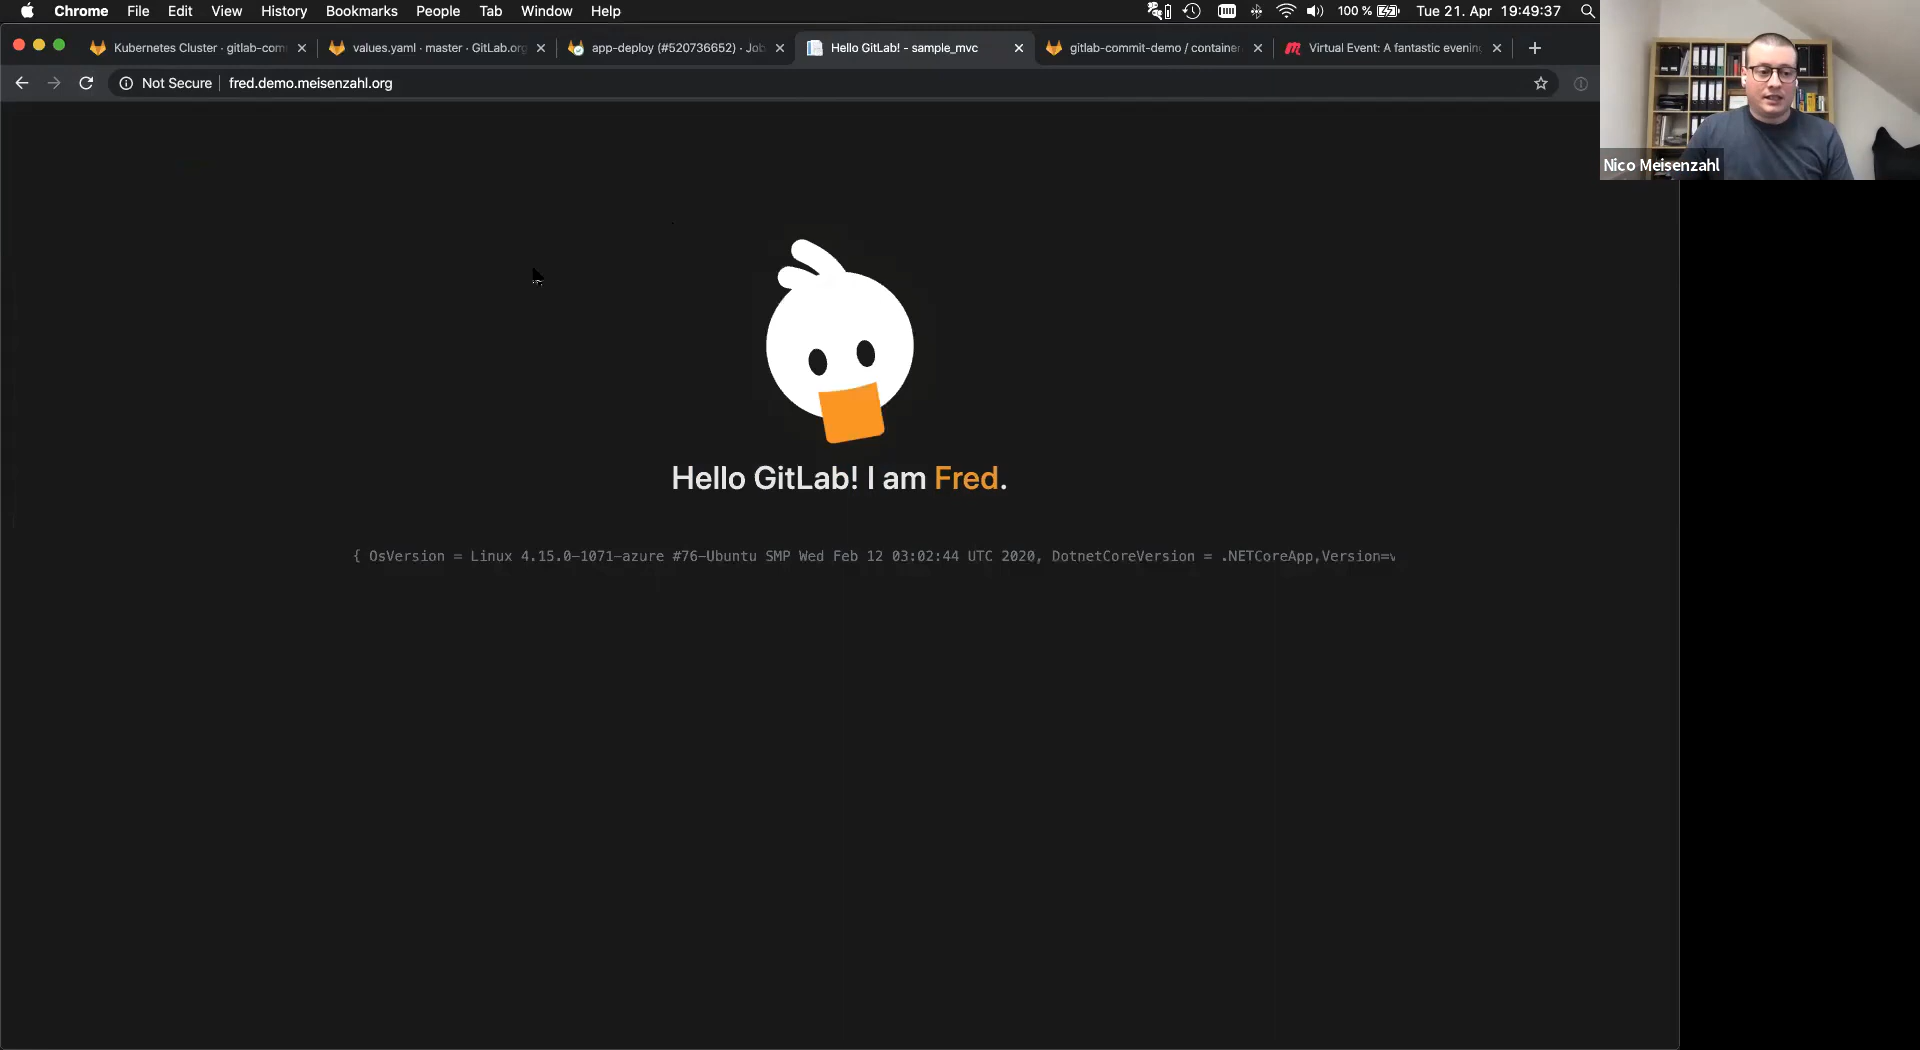 Chrome File Edit View History Bookmarks People Tab Window Help 100 % Tue 21. Apr 19:49:37
Kubernetes Cluster · gitlab-com values.yaml · master · GitLab.org app-deploy (#520736652) · Job Hello GitLab! - sample_mvc gitlab-commit-demo / container Virtual Event: A fantastic evening
Not Secure fred.demo.meisenzahl.org
Nico Meisenzahl
Hello GitLab! I am Fred.
{ OsVersion = Linux 4.15.0-1071-azure #76-Ubuntu SMP Wed Feb 12 03:02:44 UTC 2020, DotnetCoreVersion = .NETCoreApp,Version=v